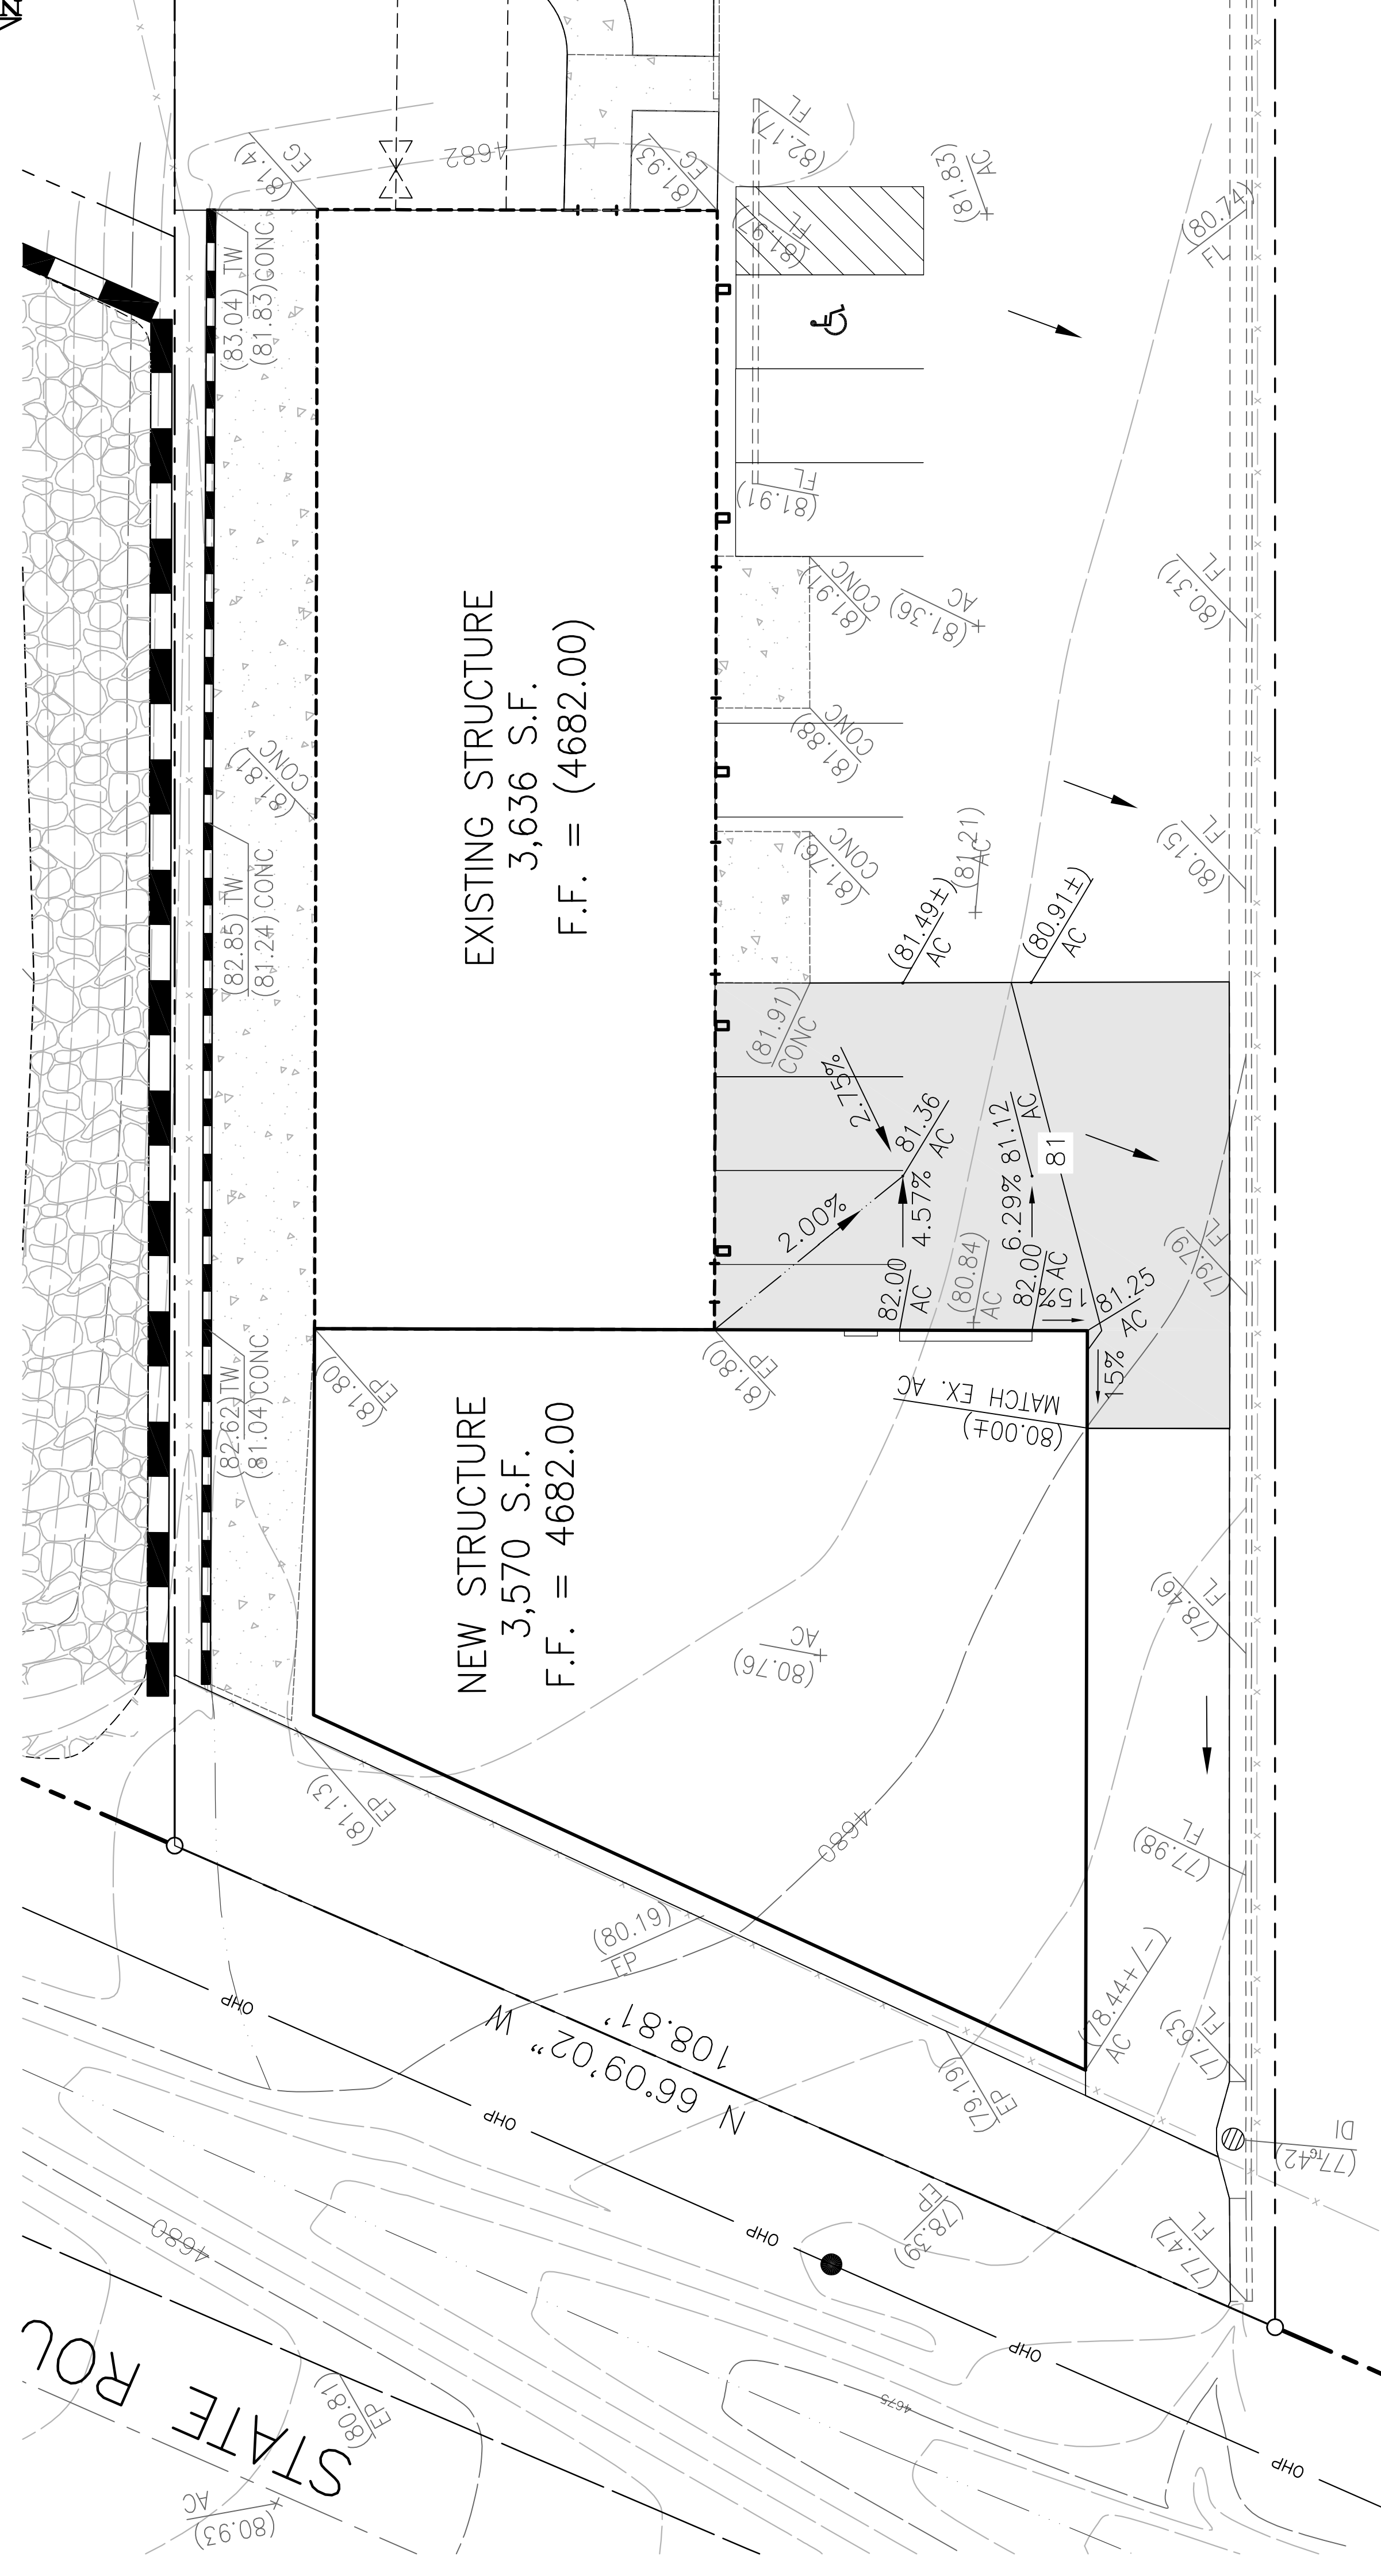 (81.4)
EG
4682
(81.93)
EG
(82.17)
FL
(81.97)
FL
(81.83)
AC
(80.74)
FL
(83.04) TW
(81.83)CONC
(81.91)
FL
EXISTING STRUCTURE
3,636 S.F.
F.F. = (4682.00)
(81.91)
CONC
(81.36)
AC
(80.31)
FL
(81.81)
CONC
(81.88)
CONC
(82.85) TW
(81.24) CONC
(81.76)
CONC
(81.21)
AC
(80.15)
FL
(81.49±)
AC
(80.91±)
AC
(81.91)
CONC
2.75%
81.36
AC
4.57%
2.00%
6.29%
81.12
AC
81
82.00
AC
(80.84)
AC
82.00
AC
15%
81.25
AC
15%
(79.79)
FL
(82.62)TW
(81.04)CONC
(81.80)
EP
(81.80)
EP
MATCH EX. AC
(80.00±)
NEW STRUCTURE
3,570 S.F.
F.F. = 4682.00
(80.76)
AC
(78.46)
FL
(81.13)
EP
4680
(77.98)
FL
(80.19)
EP
(78.44+/-)
AC
(77.63)
FL
(79.19)
EP
N 66°09'02" W
108.81'
OHP
OHP
OHP
OHP
OHP
(77.42)
TG
DI
(78.39)
EP
(77.47)
FL
4680
4675
STATE ROU
(80.81)
EP
(80.93)
AC